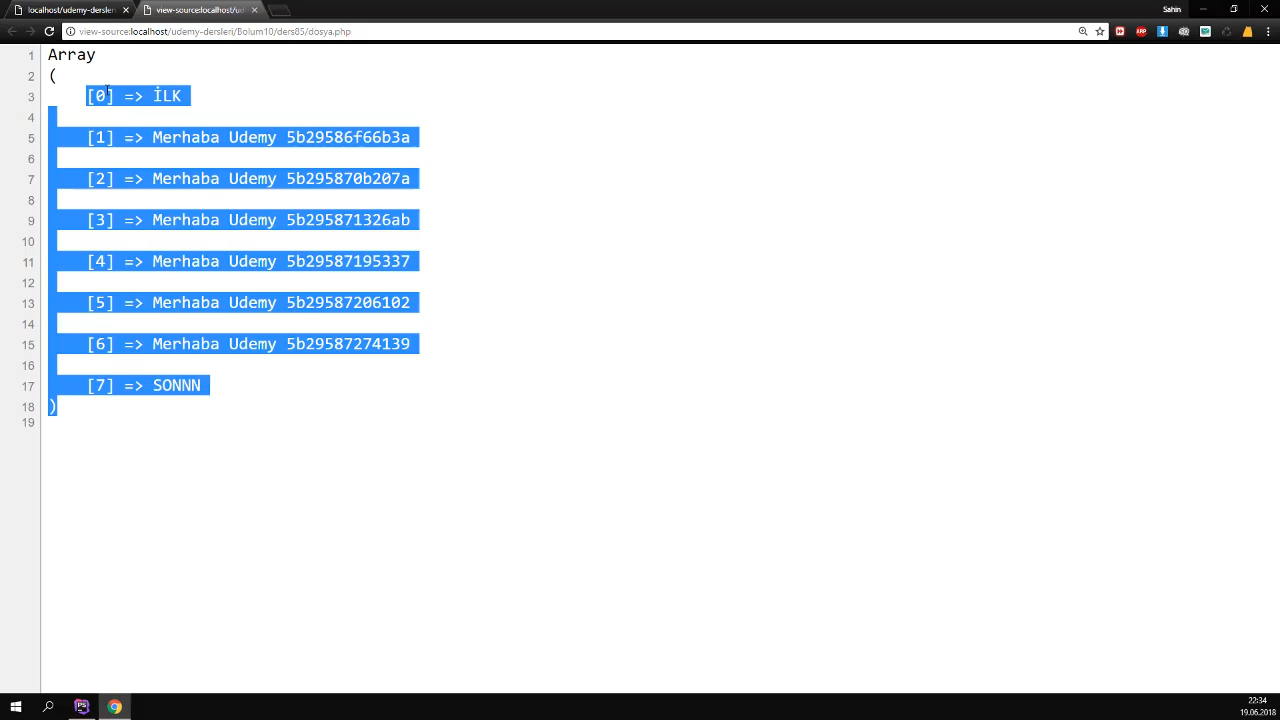 localhost/udemy-dersler
view-source:localhost/ud
Sahin
view-source:localhost/udemy-dersleri/Bolum10/ders85/dosya.php
ABP
1 Array
2 (
3 [0] => İLK
4
5 [1] => Merhaba Udemy 5b29586f66b3a
6
7 [2] => Merhaba Udemy 5b295870b207a
8
9 [3] => Merhaba Udemy 5b295871326ab
10
11 [4] => Merhaba Udemy 5b29587195337
12
13 [5] => Merhaba Udemy 5b29587206102
14
15 [6] => Merhaba Udemy 5b29587274139
16
17 [7] => SONNN
18 )
19
PS
22:34
19.06.2018